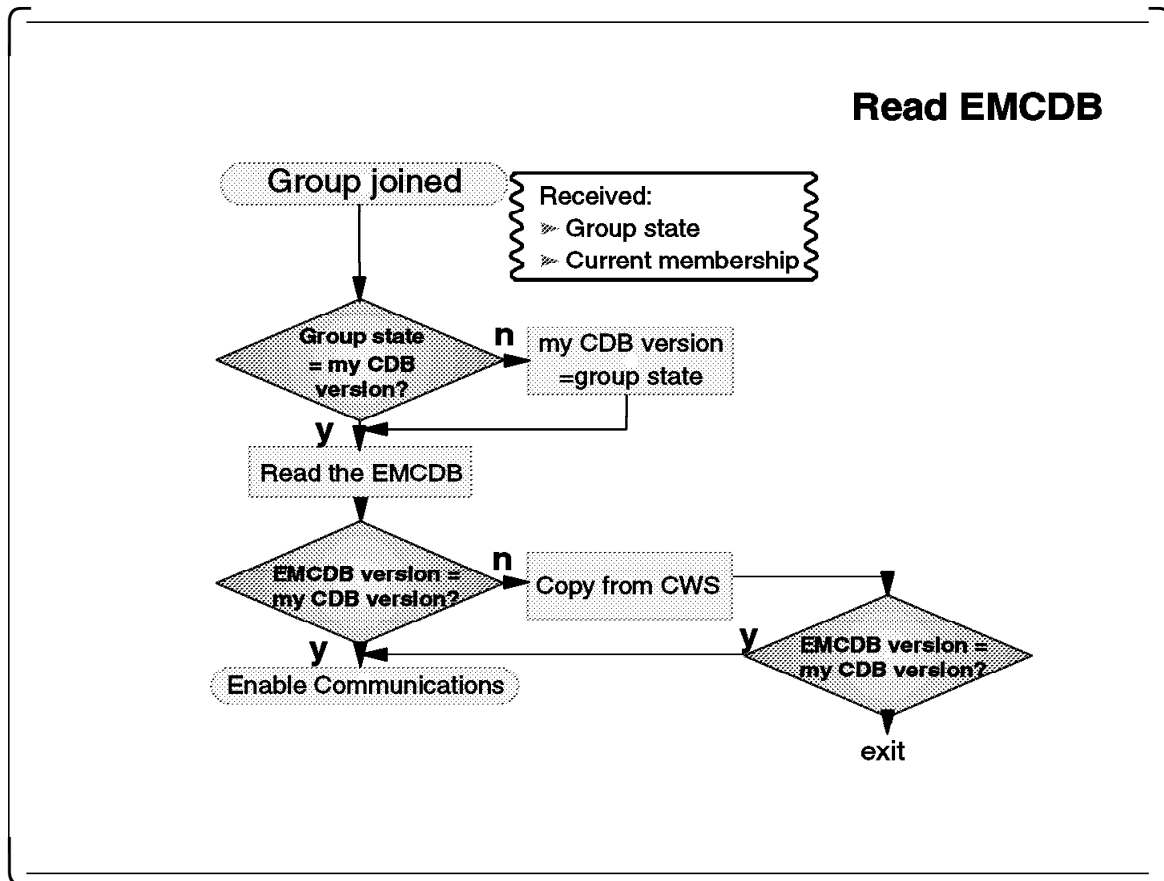 Read EMCDB
Group joined
Received:
Group state
Current membership
Group state
= my CDB
version?
n
my CDB version
=group state
y
Read the EMCDB
EMCDB version =
my CDB version?
n
Copy from CWS
y
EMCDB version =
my CDB version?
y
Enable Communications
exit